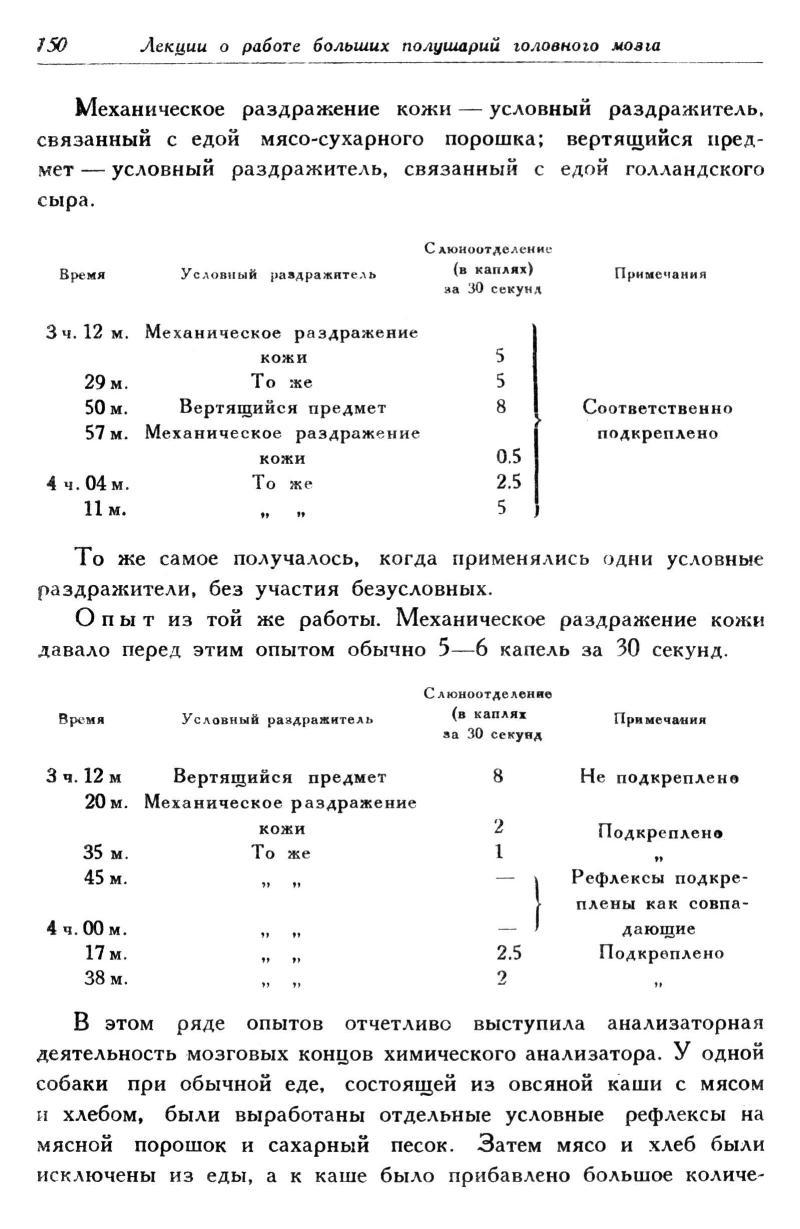 150 Лекции о работе больших полушарий головного мозга
Механическое раздражение кожи — условный раздражитель,
связанный с едой мясо-сухарного порошка; вертящийся пред-
мет — условный раздражитель, связанный с едой голландского
сыра.
Время Условный раздражитель Слюноотделение (в каплях) за 30 секунд Примечания
3 ч. 12 м. Механическое раздражение
кожи 5
29 м. То же 5
50 м. Вертящийся предмет 8 Соответственно
57 м. Механическое раздражение подкреплено
кожи 0.5
4 ч. 04 м. То же 2.5
11 м. „ „ 5
То же самое получалось, когда применялись одни условные
раздражители, без участия безусловных.
Опыт из той же работы. Механическое раздражение кожи
давало перед этим опытом обычно 5—6 капель за 30 секунд.
Время Условный раздражитель Слюноотделение (в каплях за 30 секунд Примечания
3 ч. 12 м Вертящийся предмет 8 Не подкреплено
20 м. Механическое раздражение
кожи 2 Подкреплено
35 м. То же 1 „
45 м. „ „ — Рефлексы подкре-
плены как совпа-
4 ч. 00 м. „ „ — дающие
17 м. „ „ 2.5 Подкреплено
38 м. „ „ 2 „
В этом ряде опытов отчетливо выступила анализаторная
деятельность мозговых концов химического анализатора. У одной
собаки при обычной еде, состоящей из овсяной каши с мясом
и хлебом, были выработаны отдельные условные рефлексы на
мясной порошок и сахарный песок. Затем мясо и хлеб были
исключены из еды, а к каше было прибавлено большое количе-